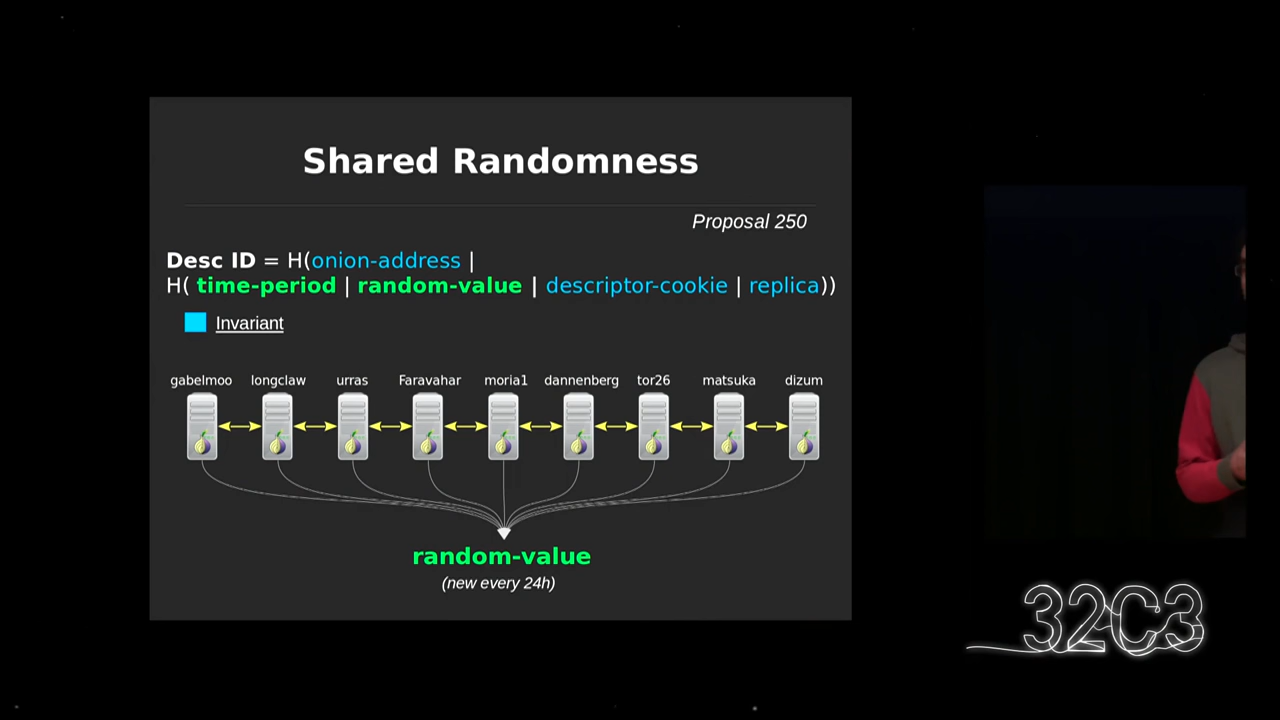 Shared Randomness
Proposal 250
Desc ID = H(onion-address |
H( time-period | random-value | descriptor-cookie | replica))
Invariant
gabelmoo longclaw urras Faravahar moria1 dannenberg tor26 matsuka dizum
random-value
(new every 24h)
32C3